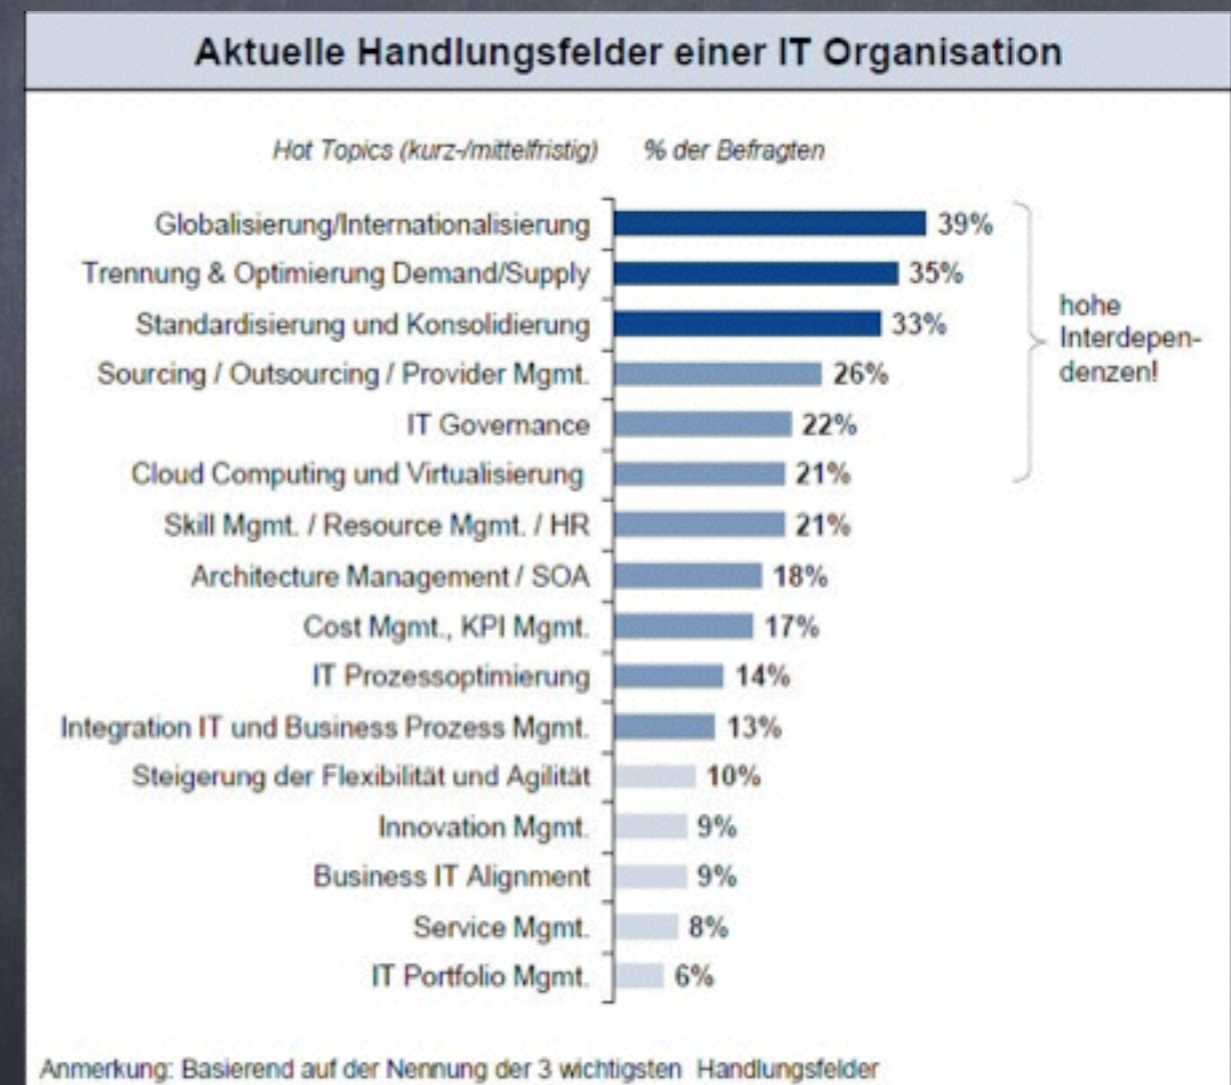 Aktuelle Handlungsfelder einer IT Organisation
Hot Topics (kurz-/mittelfristig) % der Befragten
Globalisierung/Internationalisierung 39%
Trennung & Optimierung Demand/Supply 35%
Standardisierung und Konsolidierung 33%
Sourcing / Outsourcing / Provider Mgmt. 26%
IT Governance 22%
Cloud Computing und Virtualisierung 21%
Skill Mgmt. / Resource Mgmt. / HR 21%
Architecture Management / SOA 18%
Cost Mgmt., KPI Mgmt. 17%
IT Prozessoptimierung 14%
Integration IT und Business Prozess Mgmt. 13%
Steigerung der Flexibilität und Agilität 10%
Innovation Mgmt. 9%
Business IT Alignment 9%
Service Mgmt. 8%
IT Portfolio Mgmt. 6%
hohe
Interdepen-
denzen!
Anmerkung: Basierend auf der Nennung der 3 wichtigsten Handlungsfelder